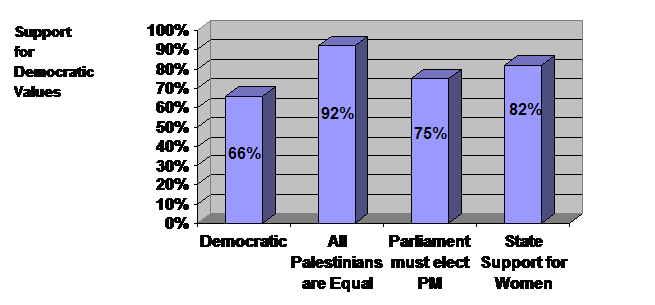 Support
for
Democratic
Values
100%
90%
80%
70%
60%
50%
40%
30%
20%
10%
0%
66%
92%
75%
82%
Democratic
All
Palestinians
are Equal
Parliament
must elect
PM
State
Support for
Women